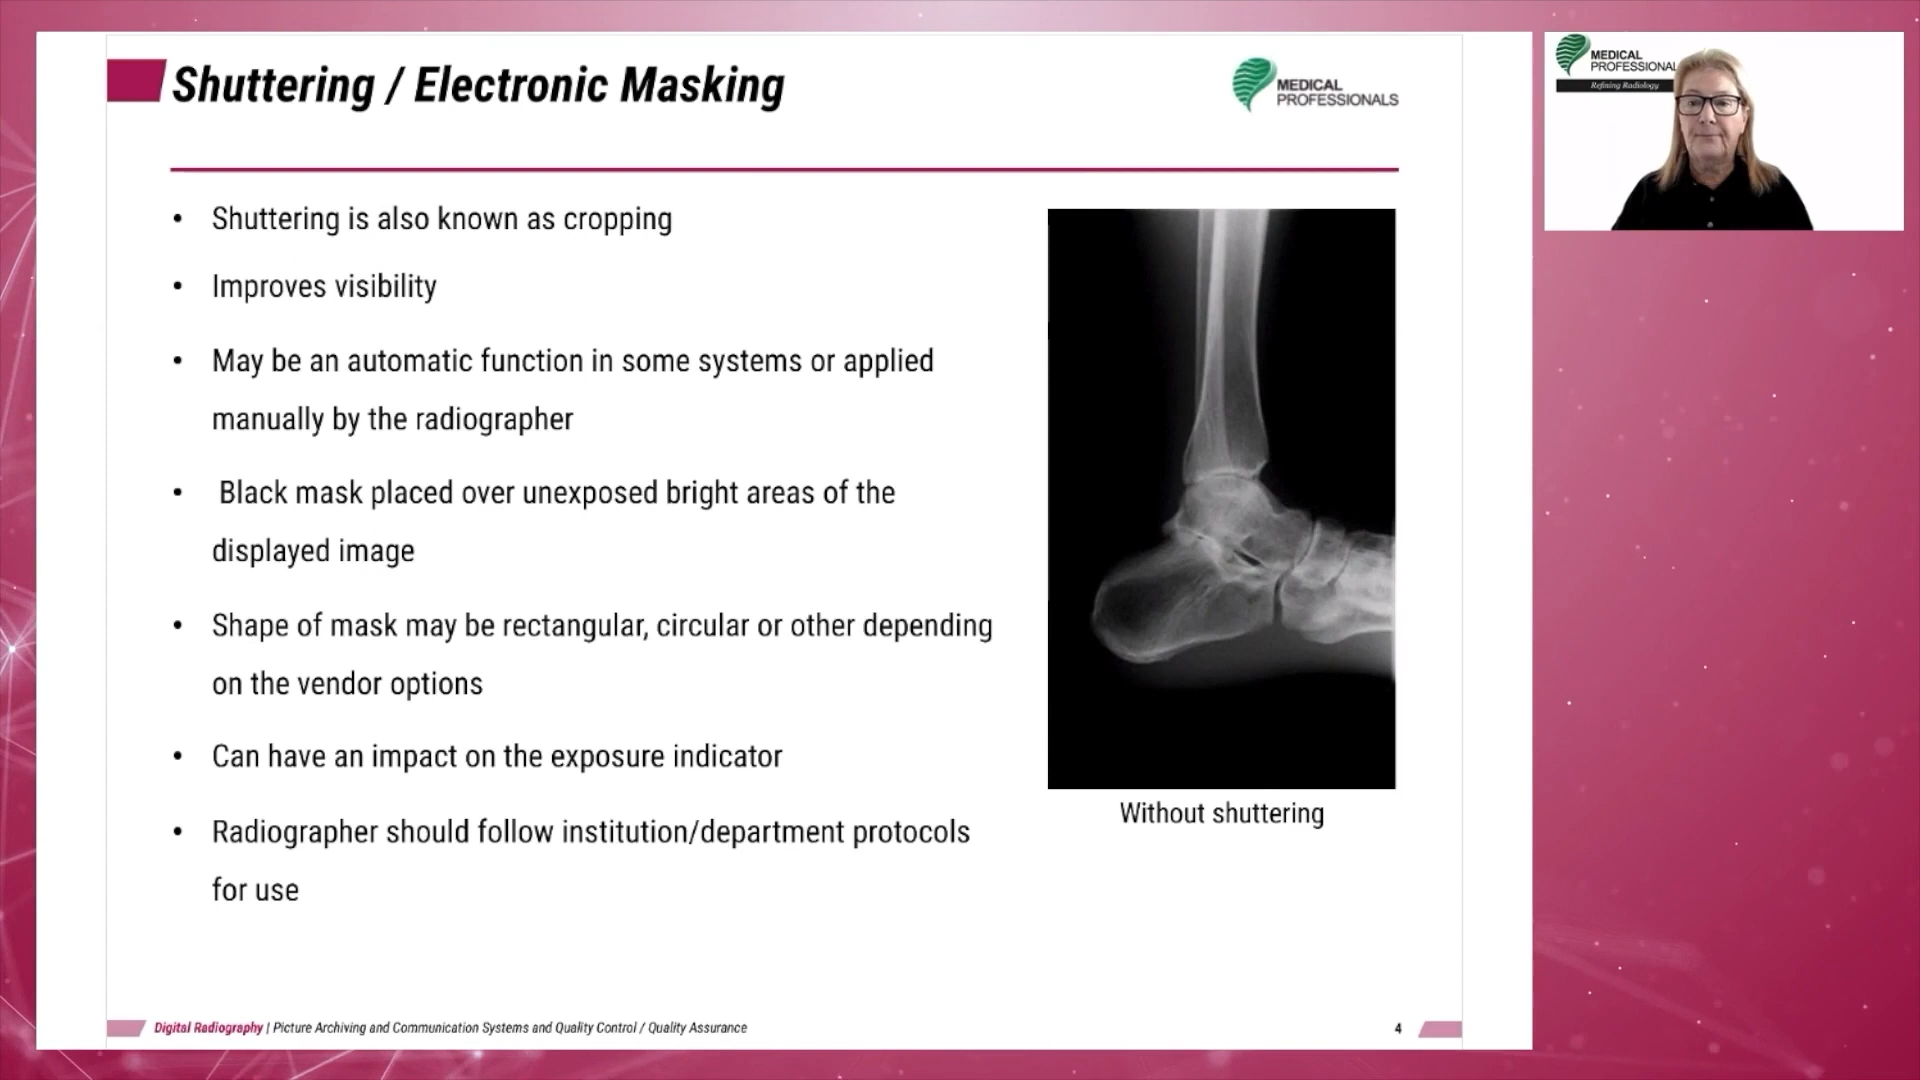 Shuttering / Electronic Masking
MEDICAL
PROFESSIONALS
• Shuttering is also known as cropping
• Improves visibility
• May be an automatic function in some systems or applied
manually by the radiographer
• Black mask placed over unexposed bright areas of the
displayed image
• Shape of mask may be rectangular, circular or other depending
on the vendor options
• Can have an impact on the exposure indicator
• Radiographer should follow institution/department protocols
for use
Without shuttering
Digital Radiography | Picture Archiving and Communication Systems and Quality Control / Quality Assurance
4
MEDICAL
PROFESSIONAL
Refining Radiology